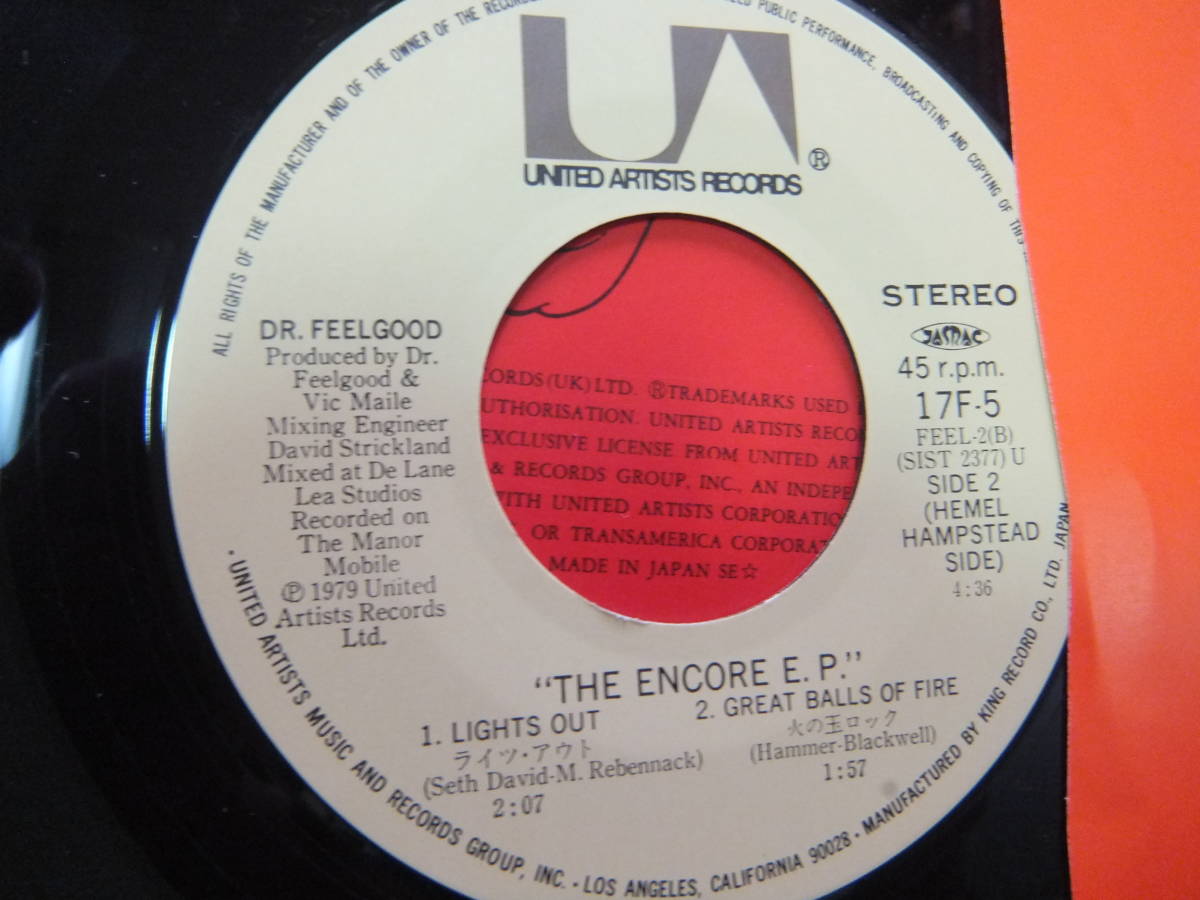 ALL RIGHTS OF THE MANUFACTURER AND OF THE OWNER OF THE RECORDED
PUBLIC PERFORMANCE, BROADCASTING AND COPYING OF THIS
UA
UNITED ARTISTS RECORDS®
DR. FEELGOOD
Produced by Dr.
Feelgood &
Vic Maile
Mixing Engineer
David Strickland
Mixed at De Lane
Lea Studios
Recorded on
The Manor
Mobile
Ⓟ 1979 United
Artists Records
Ltd.
STEREO
JASRAC
45 r.p.m.
17F-5
FEEL-2(B)
(SIST 2377) U
SIDE 2
(HEMEL
HAMPSTEAD
SIDE)
4:36
CORDS (UK) LTD. ®TRADEMARKS USED
UTHORISATION. UNITED ARTISTS RECO
EXCLUSIVE LICENSE FROM UNITED ART
& RECORDS GROUP, INC., AN INDEPE
WITH UNITED ARTISTS CORPORATIO
OR TRANSAMERICA CORPORAT
MADE IN JAPAN SE☆
"THE ENCORE E. P."
1. LIGHTS OUT
ライツ・アウト
(Seth David-M. Rebennack)
2:07
2. GREAT BALLS OF FIRE
火の玉ロック
(Hammer-Blackwell)
1:57
· UNITED ARTISTS MUSIC AND RECORDS GROUP, INC. · LOS ANGELES, CALIFORNIA 90028 · MANUFACTURED BY KING RECORD CO., LTD. JAPAN